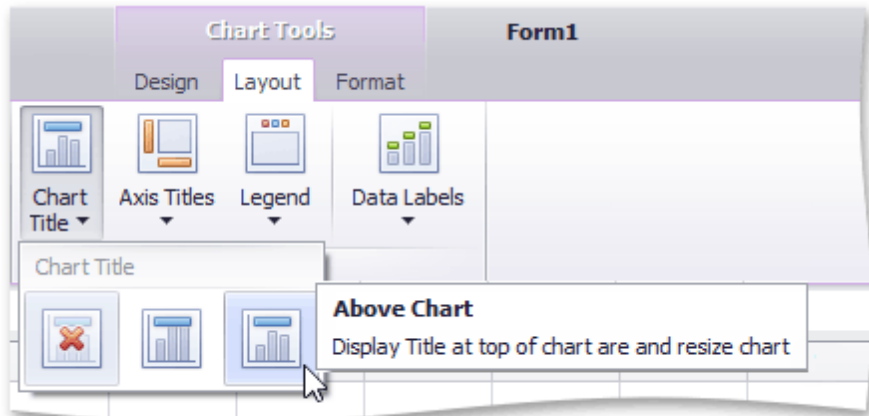 Chart Tools
Form1
Design Layout Format
Chart Title
Axis Titles
Legend
Data Labels
Chart Title
Above Chart
Display Title at top of chart are and resize chart